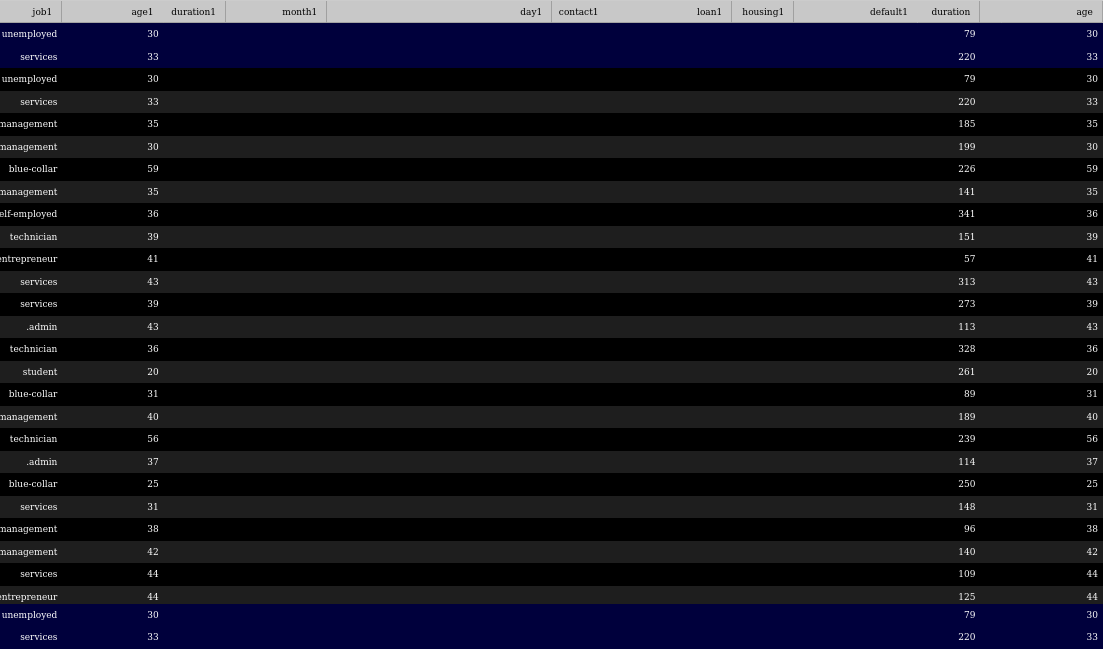 job1 age1 duration1 month1 day1 contact1 loan1 housing1 default1 duration age
unemployed 30 79 30
services 33 220 33
unemployed 30 79 30
services 33 220 33
management 35 185 35
management 30 199 30
blue-collar 59 226 59
management 35 141 35
elf-employed 36 341 36
technician 39 151 39
entrepreneur 41 57 41
services 43 313 43
services 39 273 39
.admin 43 113 43
technician 36 328 36
student 20 261 20
blue-collar 31 89 31
management 40 189 40
technician 56 239 56
.admin 37 114 37
blue-collar 25 250 25
services 31 148 31
management 38 96 38
management 42 140 42
services 44 109 44
entrepreneur 44 125 44
unemployed 30 79 30
services 33 220 33